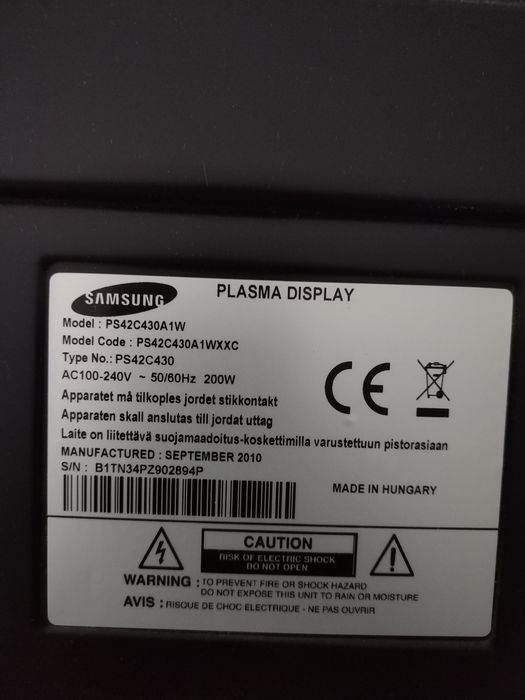 SAMSUNG
PLASMA DISPLAY
Model : PS42C430A1W
Model Code : PS42C430A1WXXC
Type No.: PS42C430
AC100-240V ~ 50/60Hz 200W
Apparatet må tilkoples jordet stikkontakt
Apparaten skall anslutas till jordat uttag
Laite on liitettävä suojamaadoitus-koskettimilla varustettuun pistorasiaan
MANUFACTURED : SEPTEMBER 2010
S/N : B1TN34PZ902894P
MADE IN HUNGARY
CE
CAUTION
RISK OF ELECTRIC SHOCK
DO NOT OPEN
WARNING : TO PREVENT FIRE OR SHOCK HAZARD
DO NOT EXPOSE THIS UNIT TO RAIN OR MOISTURE
AVIS : RISQUE DE CHOC ELECTRIQUE - NE PAS OUVRIR